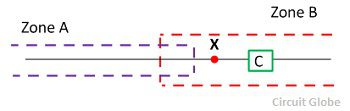 Zone B
Zone A
X
C
Circuit Globe